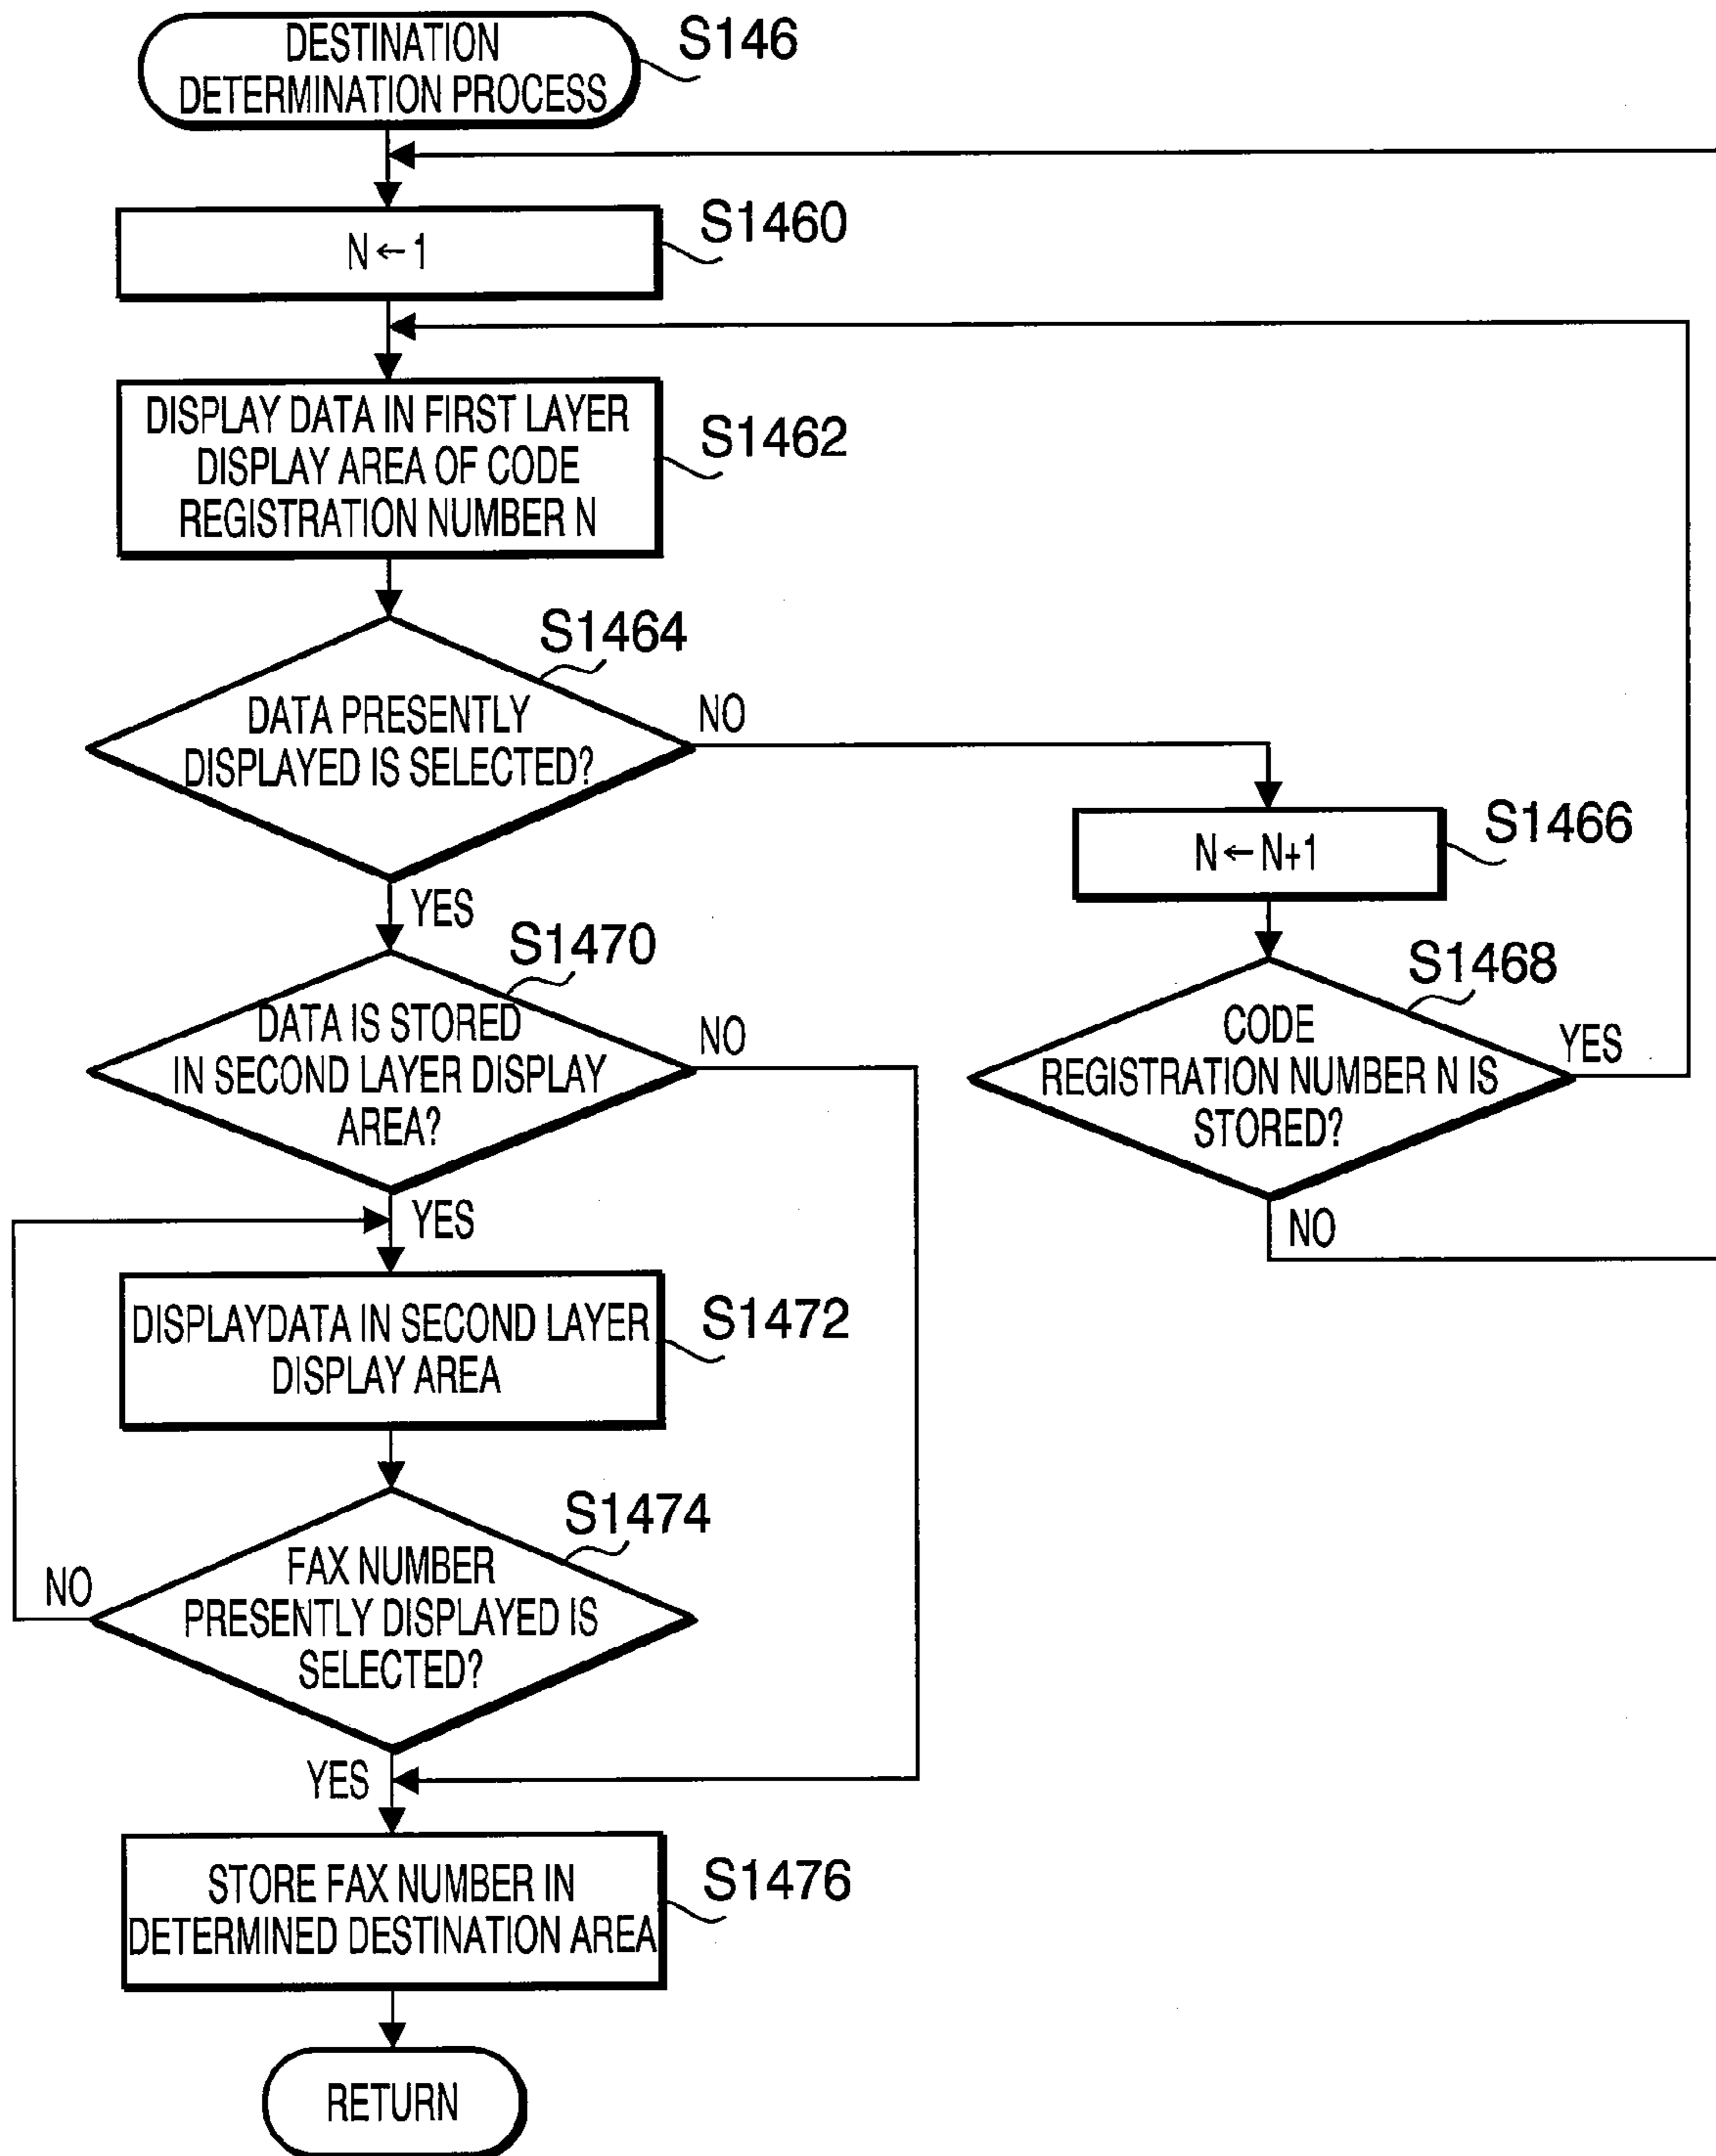 DESTINATION
DETERMINATION PROCESS
S146
N←1
S1460
DISPLAY DATA IN FIRST LAYER
DISPLAY AREA OF CODE
REGISTRATION NUMBER N
S1462
S1464
DATA PRESENTLY
DISPLAYED IS SELECTED?
NO
YES
N←N+1
S1466
S1468
CODE
REGISTRATION NUMBER N IS
STORED?
YES
NO
S1470
DATA IS STORED
IN SECOND LAYER DISPLAY
AREA?
NO
YES
DISPLAYDATA IN SECOND LAYER
DISPLAY AREA
S1472
S1474
FAX NUMBER
PRESENTLY DISPLAYED IS
SELECTED?
NO
YES
STORE FAX NUMBER IN
DETERMINED DESTINATION AREA
S1476
RETURN